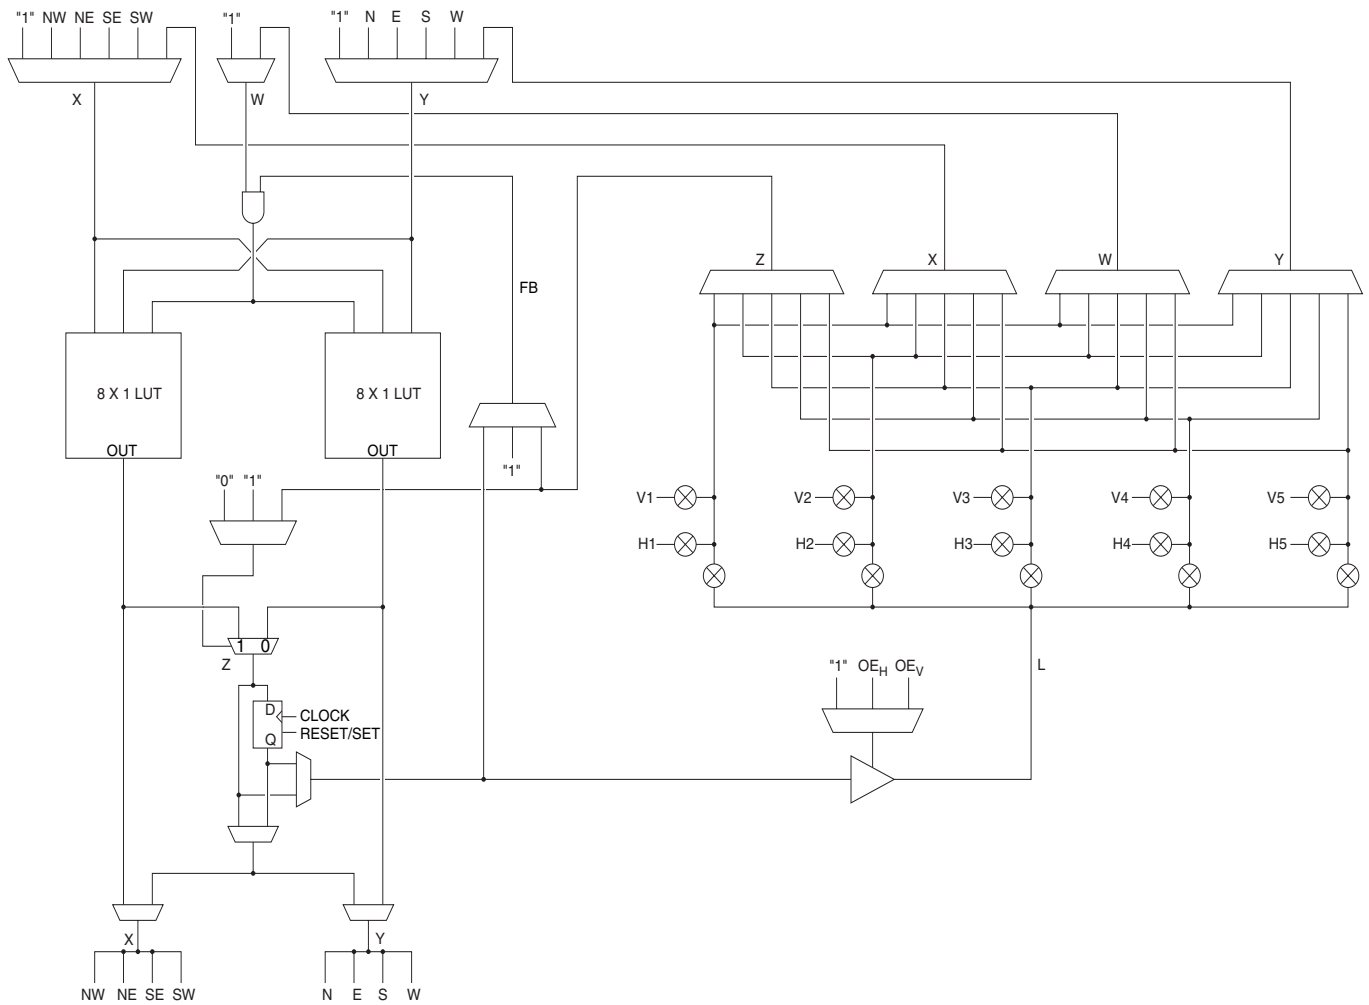 "1" NW NE SE SW
"1"
"1" N E S W
X
W
Y
Z
X
W
Y
FB
8 X 1 LUT
OUT
8 X 1 LUT
OUT
"1"
"0" "1"
V1
V2
V3
V4
V5
H1
H2
H3
H4
H5
1 0
Z
"1" OEH OEV
L
D
CLOCK
RESET/SET
Q
X
Y
NW NE SE SW
N E S W